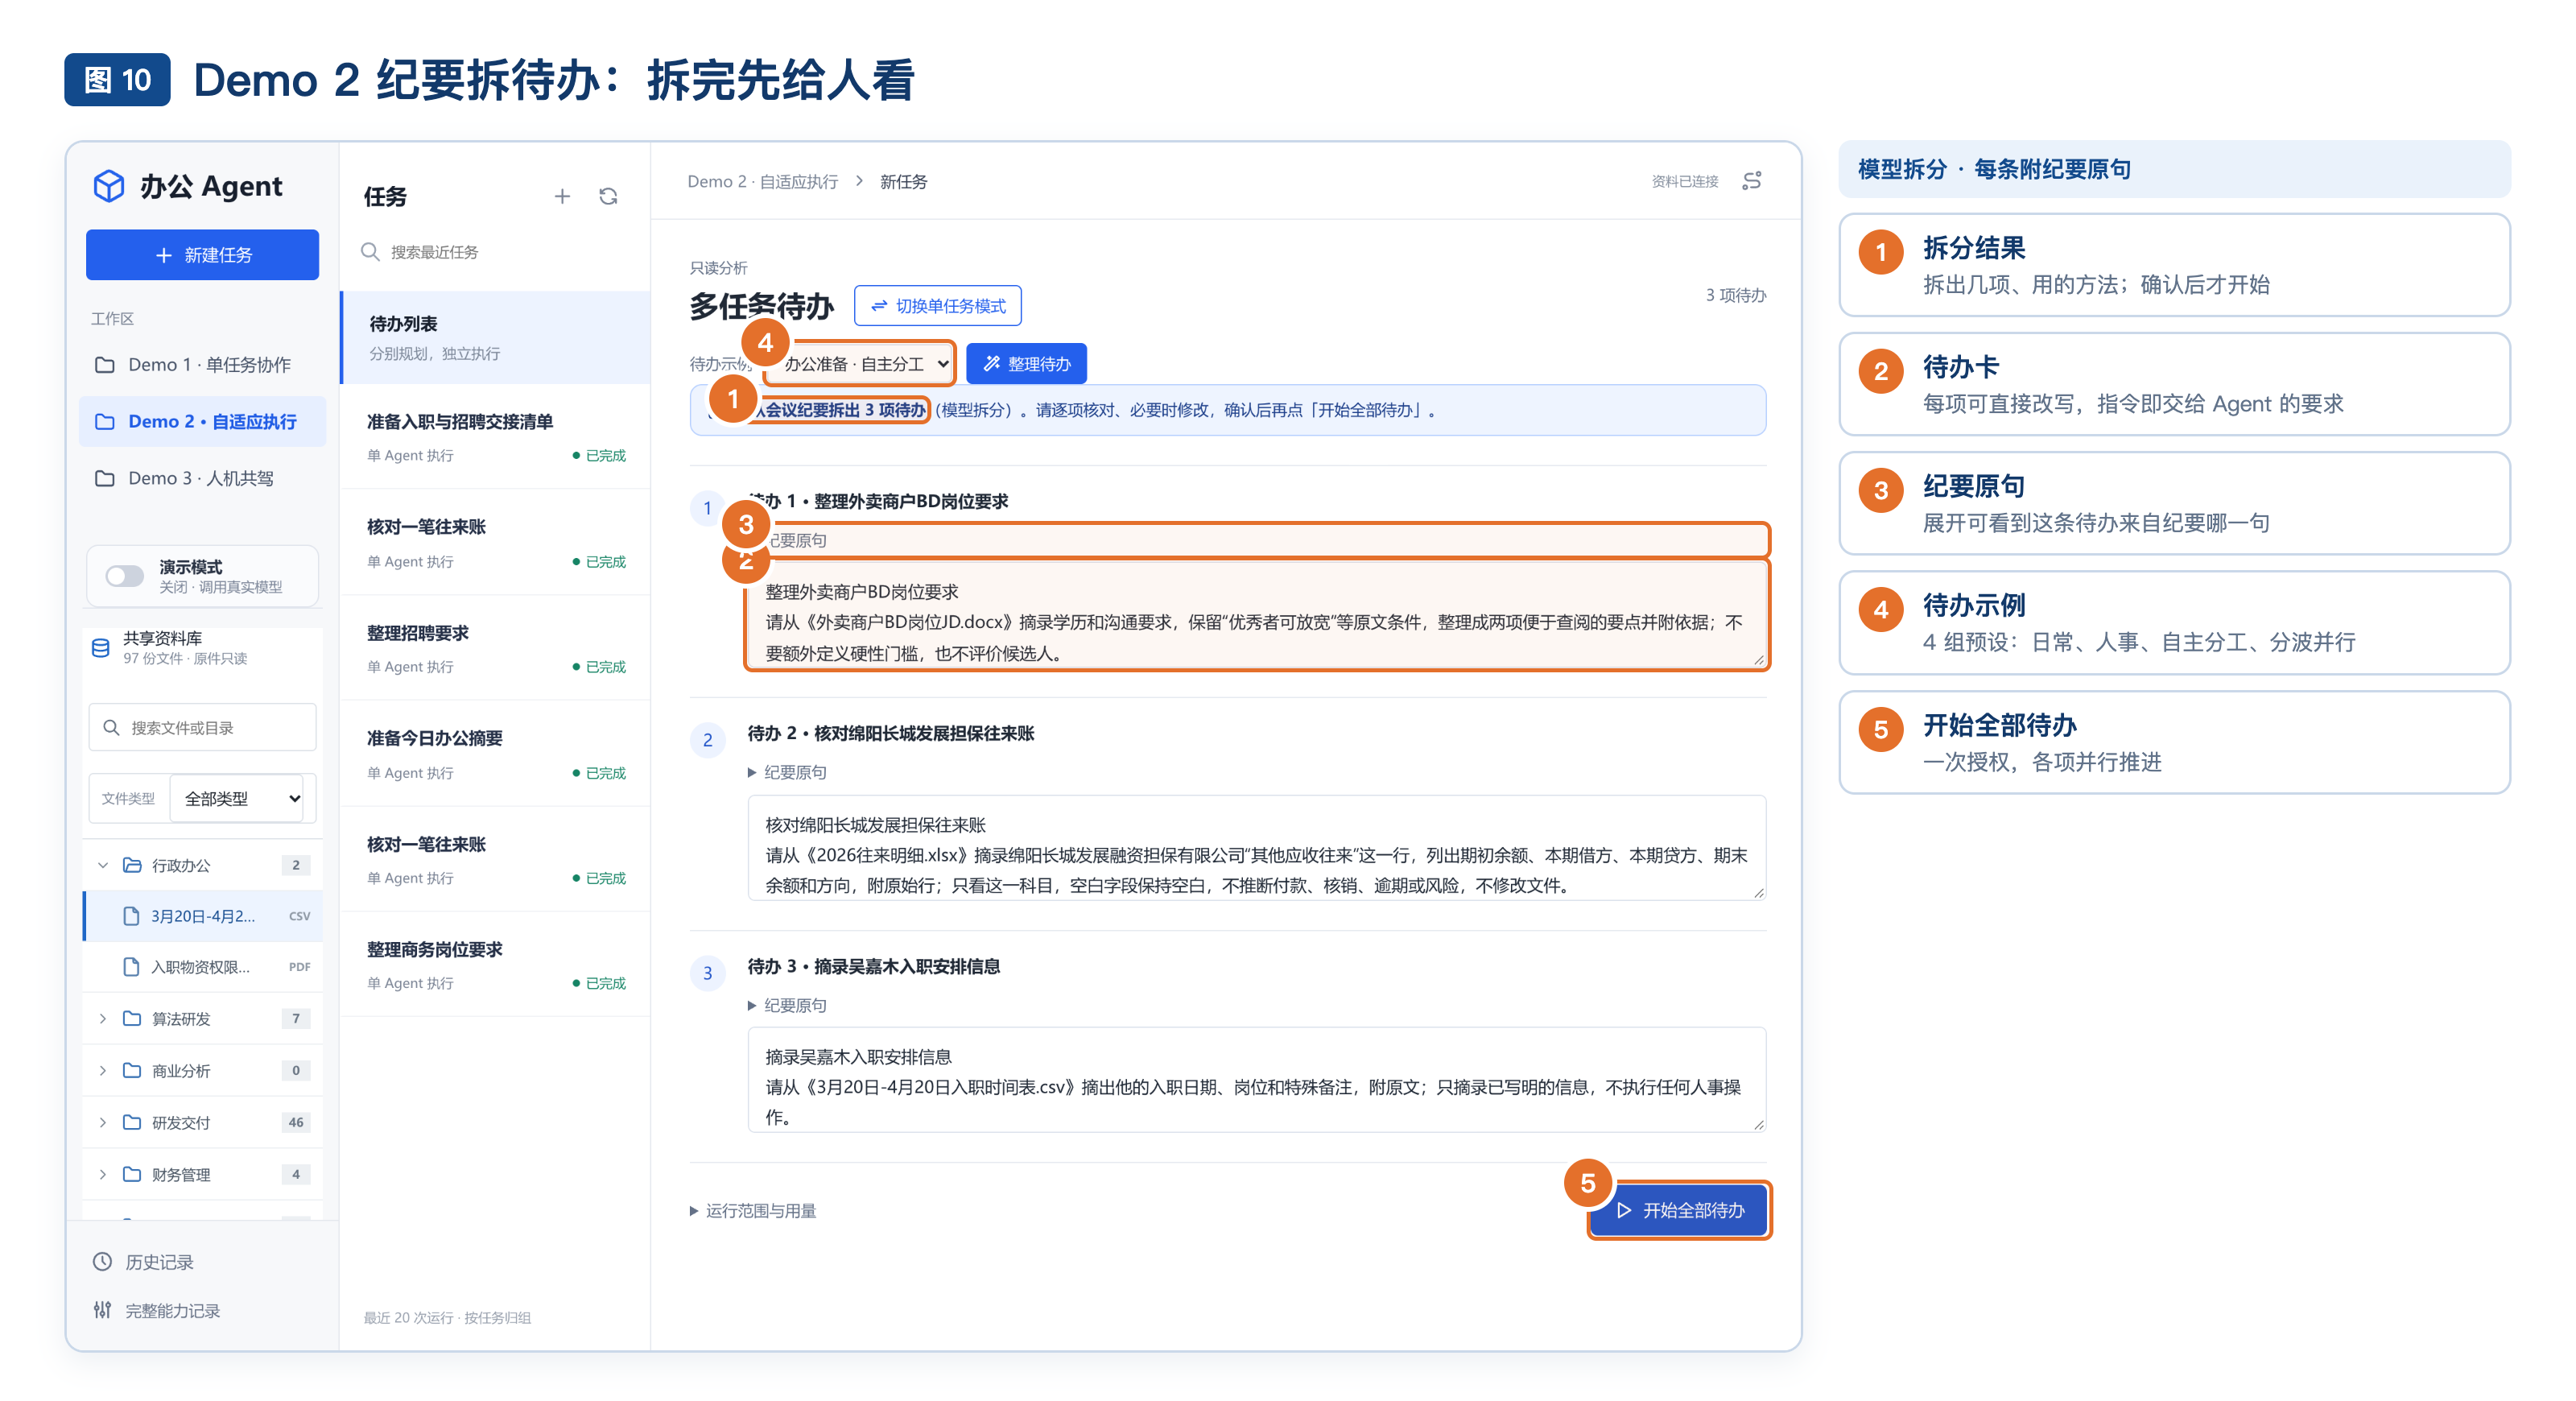 图 10
Demo 2 纪要拆待办：拆完先给人看
办公 Agent
新建任务
工作区
Demo 1 · 单任务协作
Demo 2 · 自适应执行
Demo 3 · 人机共驾
演示模式
关闭 · 调用真实模型
共享资料库
97 份文件 · 原件只读
搜索文件或目录
文件类型 全部类型
行政办公 2
3月20日-4月2... CSV
入职物资权限... PDF
算法研发 7
商业分析 0
研发交付 46
财务管理 4
历史记录
完整能力记录
任务
搜索最近任务
待办列表
分别规划，独立执行
准备入职与招聘交接清单
单 Agent 执行 已完成
核对一笔往来账
单 Agent 执行 已完成
整理招聘要求
单 Agent 执行 已完成
准备今日办公摘要
单 Agent 执行 已完成
核对一笔往来账
单 Agent 执行 已完成
整理商务岗位要求
单 Agent 执行 已完成
最近 20 次运行 · 按任务归组
Demo 2 · 自适应执行 > 新任务
资料已连接
只读分析
多任务待办 切换单任务模式
3 项待办
待办示例 4 办公准备 · 自主分工 整理待办
1 会议纪要拆出 3 项待办（模型拆分）。请逐项核对、必要时修改，确认后再点「开始全部待办」。
1 待办 1 · 整理外卖商户BD岗位要求
3 纪要原句
2
整理外卖商户BD岗位要求
请从《外卖商户BD岗位JD.docx》摘录学历和沟通要求，保留“优秀者可放宽”等原文条件，整理成两项便于查阅的要点并附依据；不
要额外定义硬性门槛，也不评价候选人。
2 待办 2 · 核对绵阳长城发展担保往来账
纪要原句
核对绵阳长城发展担保往来账
请从《2026往来明细.xlsx》摘录绵阳长城发展融资担保有限公司“其他应收往来”这一行，列出期初余额、本期借方、本期贷方、期末
余额和方向，附原始行；只看这一科目，空白字段保持空白，不推断付款、核销、逾期或风险，不修改文件。
3 待办 3 · 摘录吴嘉木入职安排信息
纪要原句
摘录吴嘉木入职安排信息
请从《3月20日-4月20日入职时间表.csv》摘出他的入职日期、岗位和特殊备注，附原文；只摘录已写明的信息，不执行任何人事操
作。
运行范围与用量
5 开始全部待办
模型拆分 · 每条附纪要原句
1 拆分结果
拆出几项、用的方法；确认后才开始
2 待办卡
每项可直接改写，指令即交给 Agent 的要求
3 纪要原句
展开可看到这条待办来自纪要哪一句
4 待办示例
4 组预设：日常、人事、自主分工、分波并行
5 开始全部待办
一次授权，各项并行推进